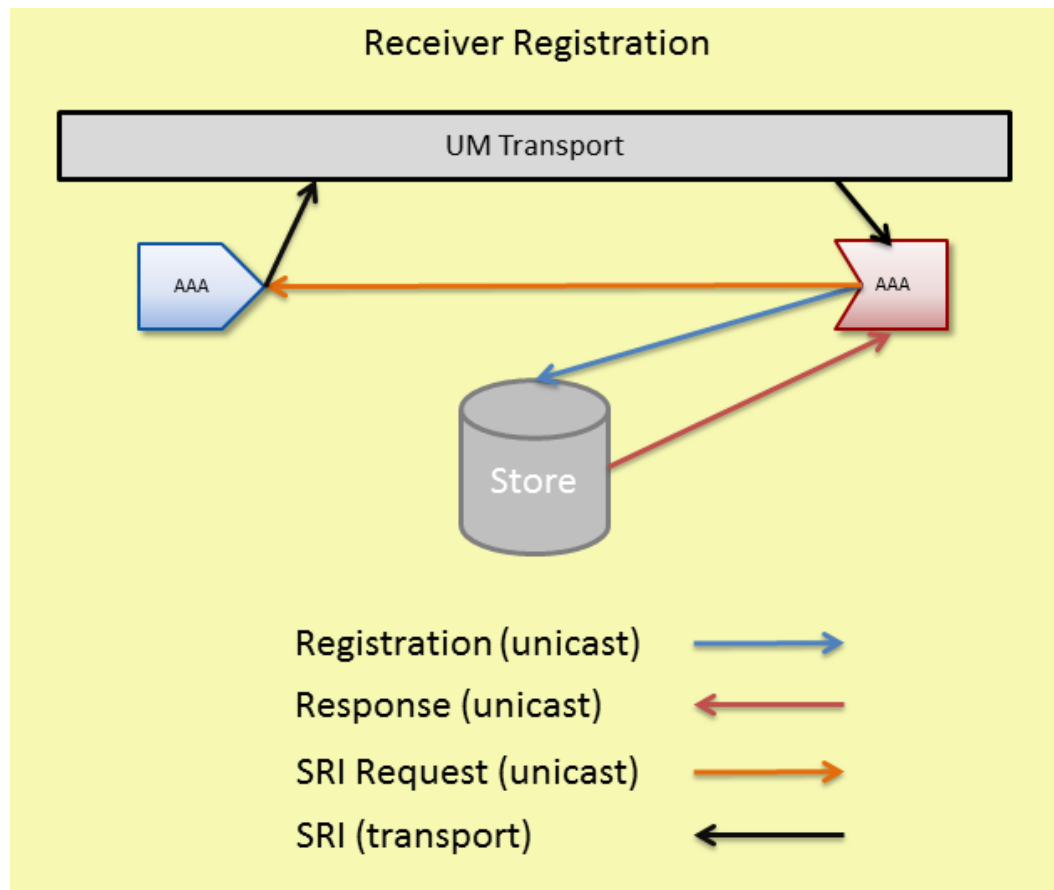 Receiver Registration
UM Transport
AAA
AAA
Store
Registration (unicast)
Response (unicast)
SRI Request (unicast)
SRI (transport)